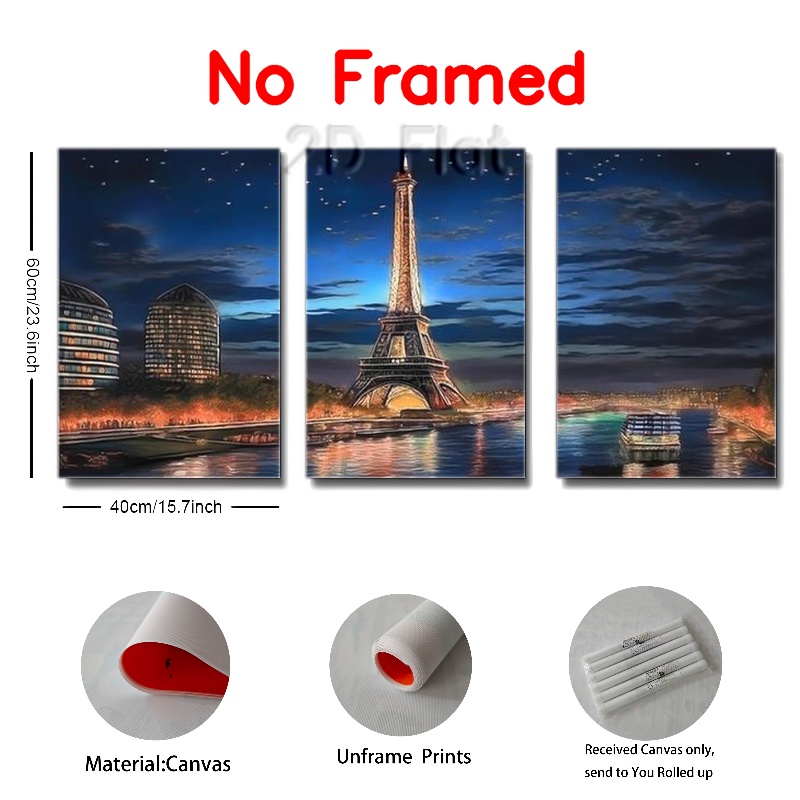 No Framed
2D Flat
60cm/23.6inch
40cm/15.7inch
Material:Canvas
Unframe Prints
Received Canvas only,
send to You Rolled up